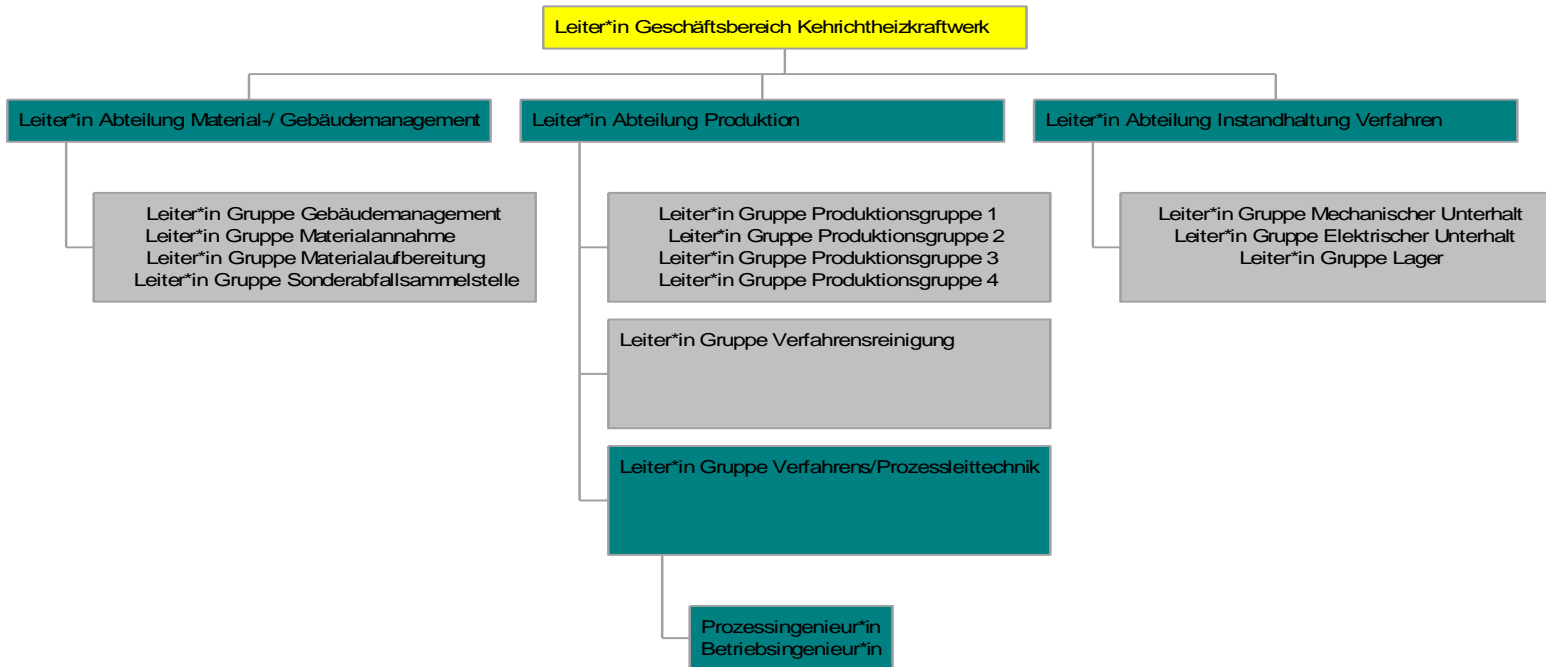 Leiter*in Geschäftsbereich Kehrichtheizkraftwerk
Leiter*in Abteilung Material-/ Gebäudemanagement
Leiter*in Abteilung Produktion
Leiter*in Abteilung Instandhaltung Verfahren
Leiter*in Gruppe Gebäudemanagement
Leiter*in Gruppe Materialannahme
Leiter*in Gruppe Materialaufbereitung
Leiter*in Gruppe Sonderabfallsammelstelle
Leiter*in Gruppe Produktionsgruppe 1
Leiter*in Gruppe Produktionsgruppe 2
Leiter*in Gruppe Produktionsgruppe 3
Leiter*in Gruppe Produktionsgruppe 4
Leiter*in Gruppe Mechanischer Unterhalt
Leiter*in Gruppe Elektrischer Unterhalt
Leiter*in Gruppe Lager
Leiter*in Gruppe Verfahrensreinigung
Leiter*in Gruppe Verfahrens/Prozessleittechnik
Prozessingenieur*in
Betriebsingenieur*in